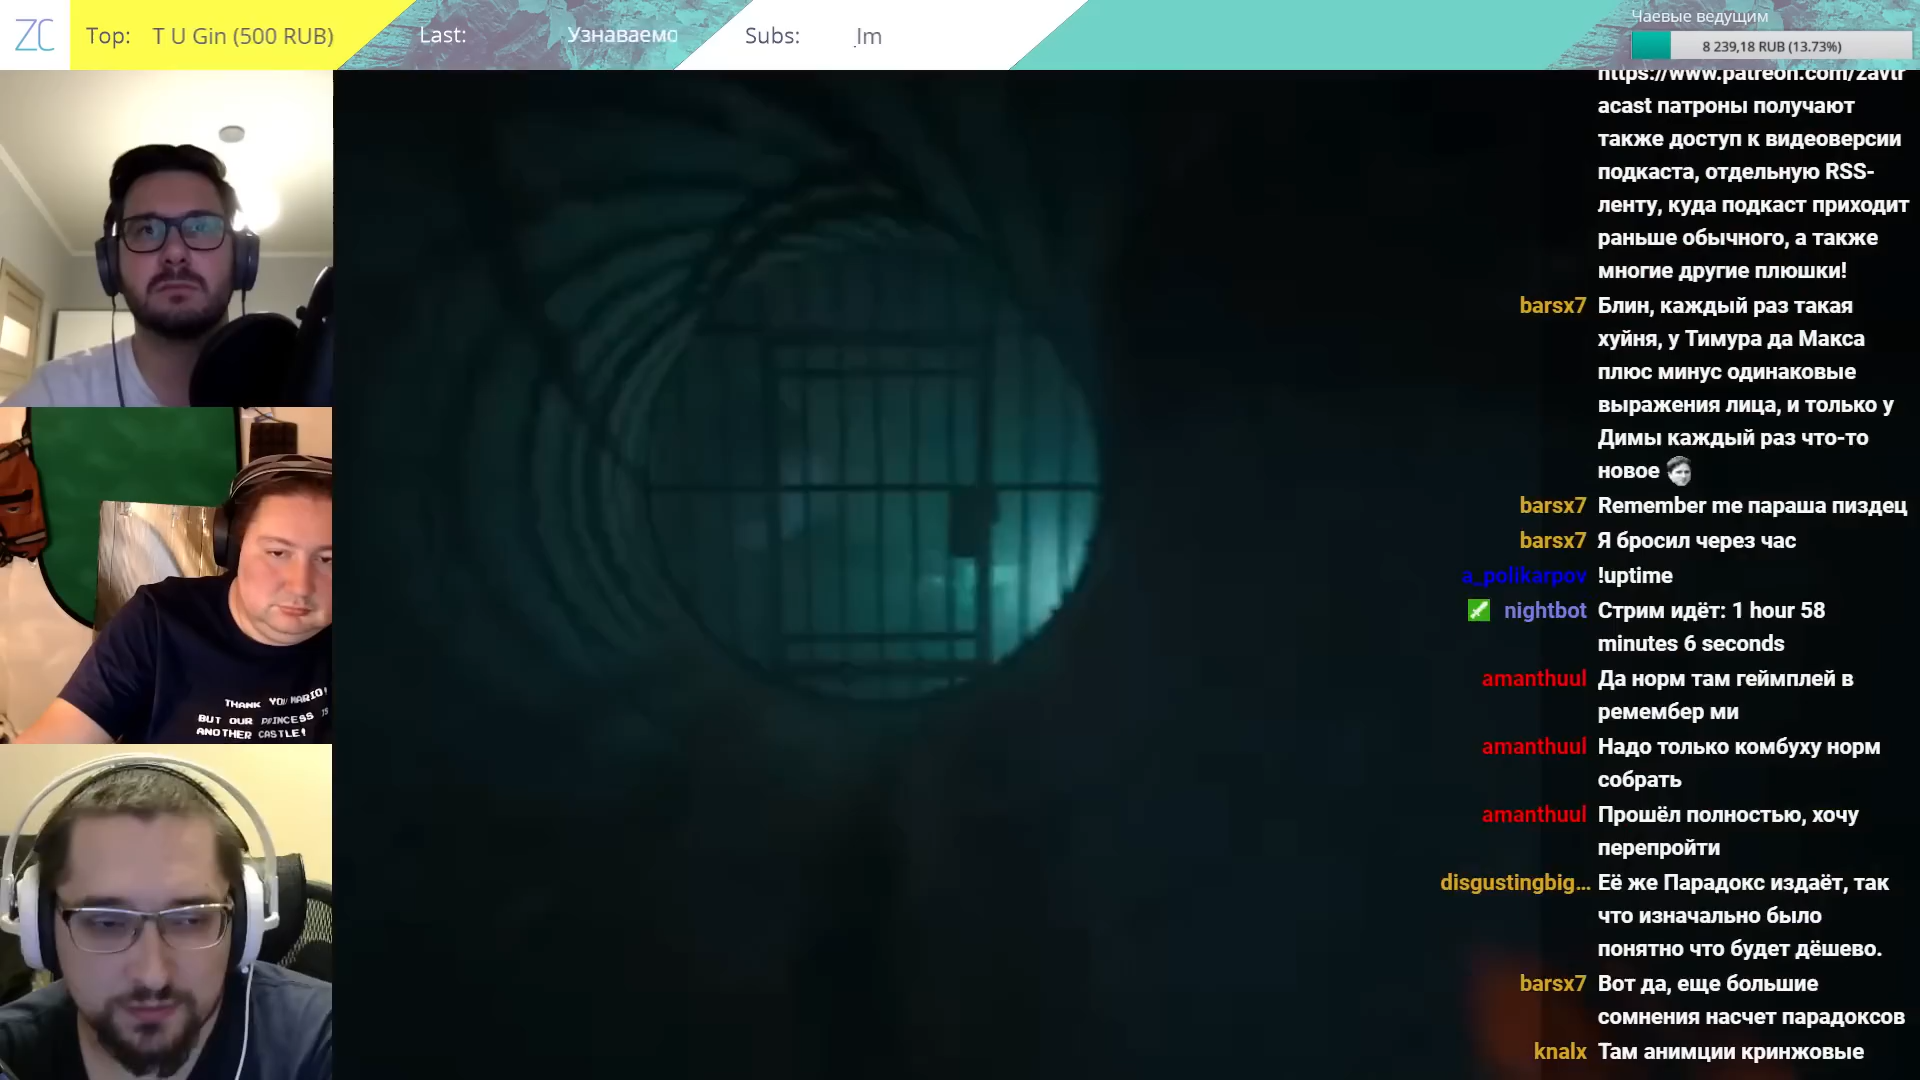 ZC
Top: T U Gin (500 RUB)
Last: Узнаваемо
Subs: lm
Чаевые ведущим
8 239,18 RUB (13.73%)
https://www.patreon.com/zavtr
acast патроны получают
также доступ к видеоверсии
подкаста, отдельную RSS-
ленту, куда подкаст приходит
раньше обычного, а также
многие другие плюшки!
barsx7 Блин, каждый раз такая
хуйня, у Тимура да Макса
плюс минус одинаковые
выражения лица, и только у
Димы каждый раз что-то
новое
barsx7 Remember me параша пиздец
barsx7 Я бросил через час
a_polikarpov !uptime
nightbot Стрим идёт: 1 hour 58
minutes 6 seconds
amanthuul Да норм там геймплей в
ремембер ми
amanthuul Надо только комбуху норм
собрать
amanthuul Прошёл полностью, хочу
перепройти
disgustingbig... Её же Парадокс издаёт, так
что изначально было
понятно что будет дёшево.
barsx7 Вот да, еще большие
сомнения насчет парадоксов
knalx Там анимции кринжовые
THANK YOU MARIO!
BUT OUR PRINCESS IS
ANOTHER CASTLE!